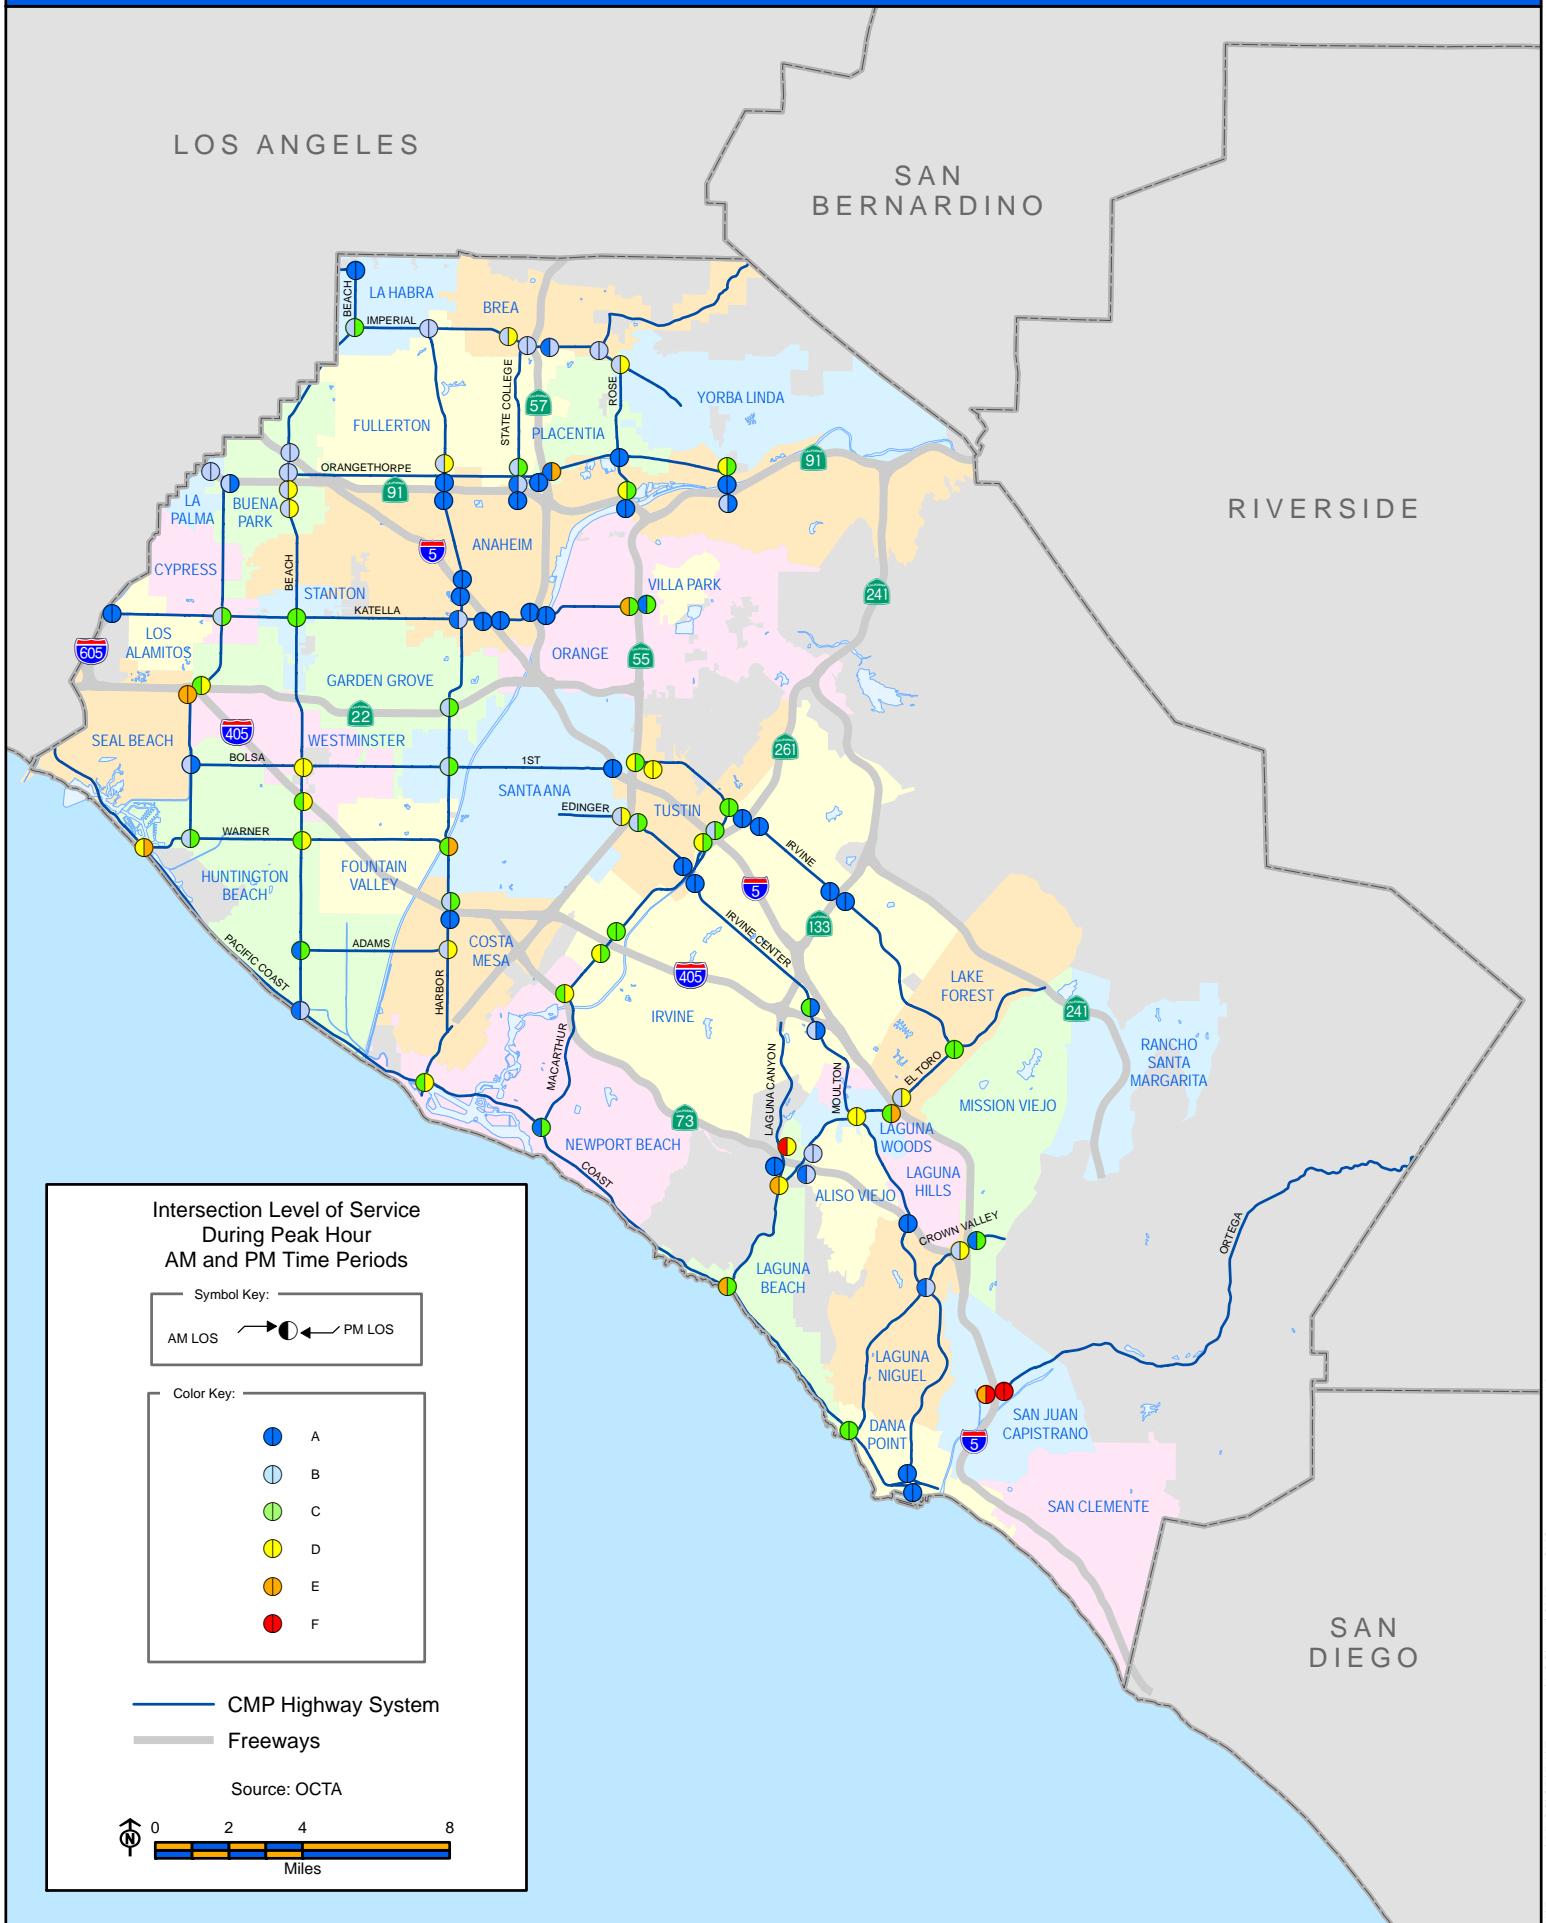 LOS ANGELES
SAN
BERNARDINO
RIVERSIDE
SAN
DIEGO
LA HABRA
BREA
BEACH
IMPERIAL
STATE COLLEGE
57
ROSE
YORBA LINDA
FULLERTON
PLACENTIA
ORANGETHORPE
91
91
LA
PALMA
BUENA
PARK
CYPRESS
BEACH
5
ANAHEIM
STANTON
KATELLA
VILLA PARK
241
LOS
ALAMITOS
605
ORANGE
55
GARDEN GROVE
22
405
SEAL BEACH
WESTMINSTER
BOLSA
1ST
261
SANTA ANA
EDINGER
TUSTIN
WARNER
IRVINE
HUNTINGTON
BEACH
FOUNTAIN
VALLEY
5
133
IRVINE CENTER
PACIFIC COAST
ADAMS
COSTA
MESA
HARBOR
405
LAKE
FOREST
241
IRVINE
MACARTHUR
LAGUNA CANYON
MOULTON
EL TORO
RANCHO
SANTA
MARGARITA
MISSION VIEJO
73
NEWPORT BEACH
COAST
LAGUNA
WOODS
LAGUNA
HILLS
ALISO VIEJO
CROWN VALLEY
ORTEGA
LAGUNA
BEACH
LAGUNA
NIGUEL
DANA
POINT
SAN JUAN
CAPISTRANO
5
SAN CLEMENTE
Intersection Level of Service
During Peak Hour
AM and PM Time Periods
Symbol Key:
AM LOS
PM LOS
Color Key:
A
B
C
D
E
F
CMP Highway System
Freeways
Source: OCTA
N
0 2 4 8
Miles